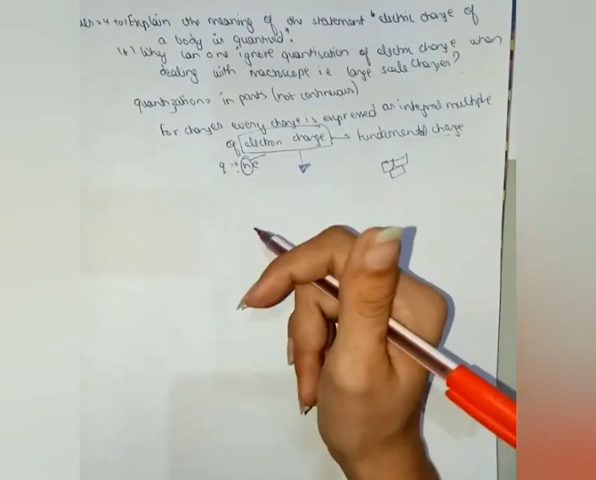 Explain the meaning of the statement "electric charge of
a body is quantised".
(ii) Why can one ignore quantisation of electric charge when
dealing with macroscopic i.e large scale charges?
quantization = in parts (not continuous)
for charges every charge is expressed as integral multiple
of electron charge → fundamental charge
q = ne